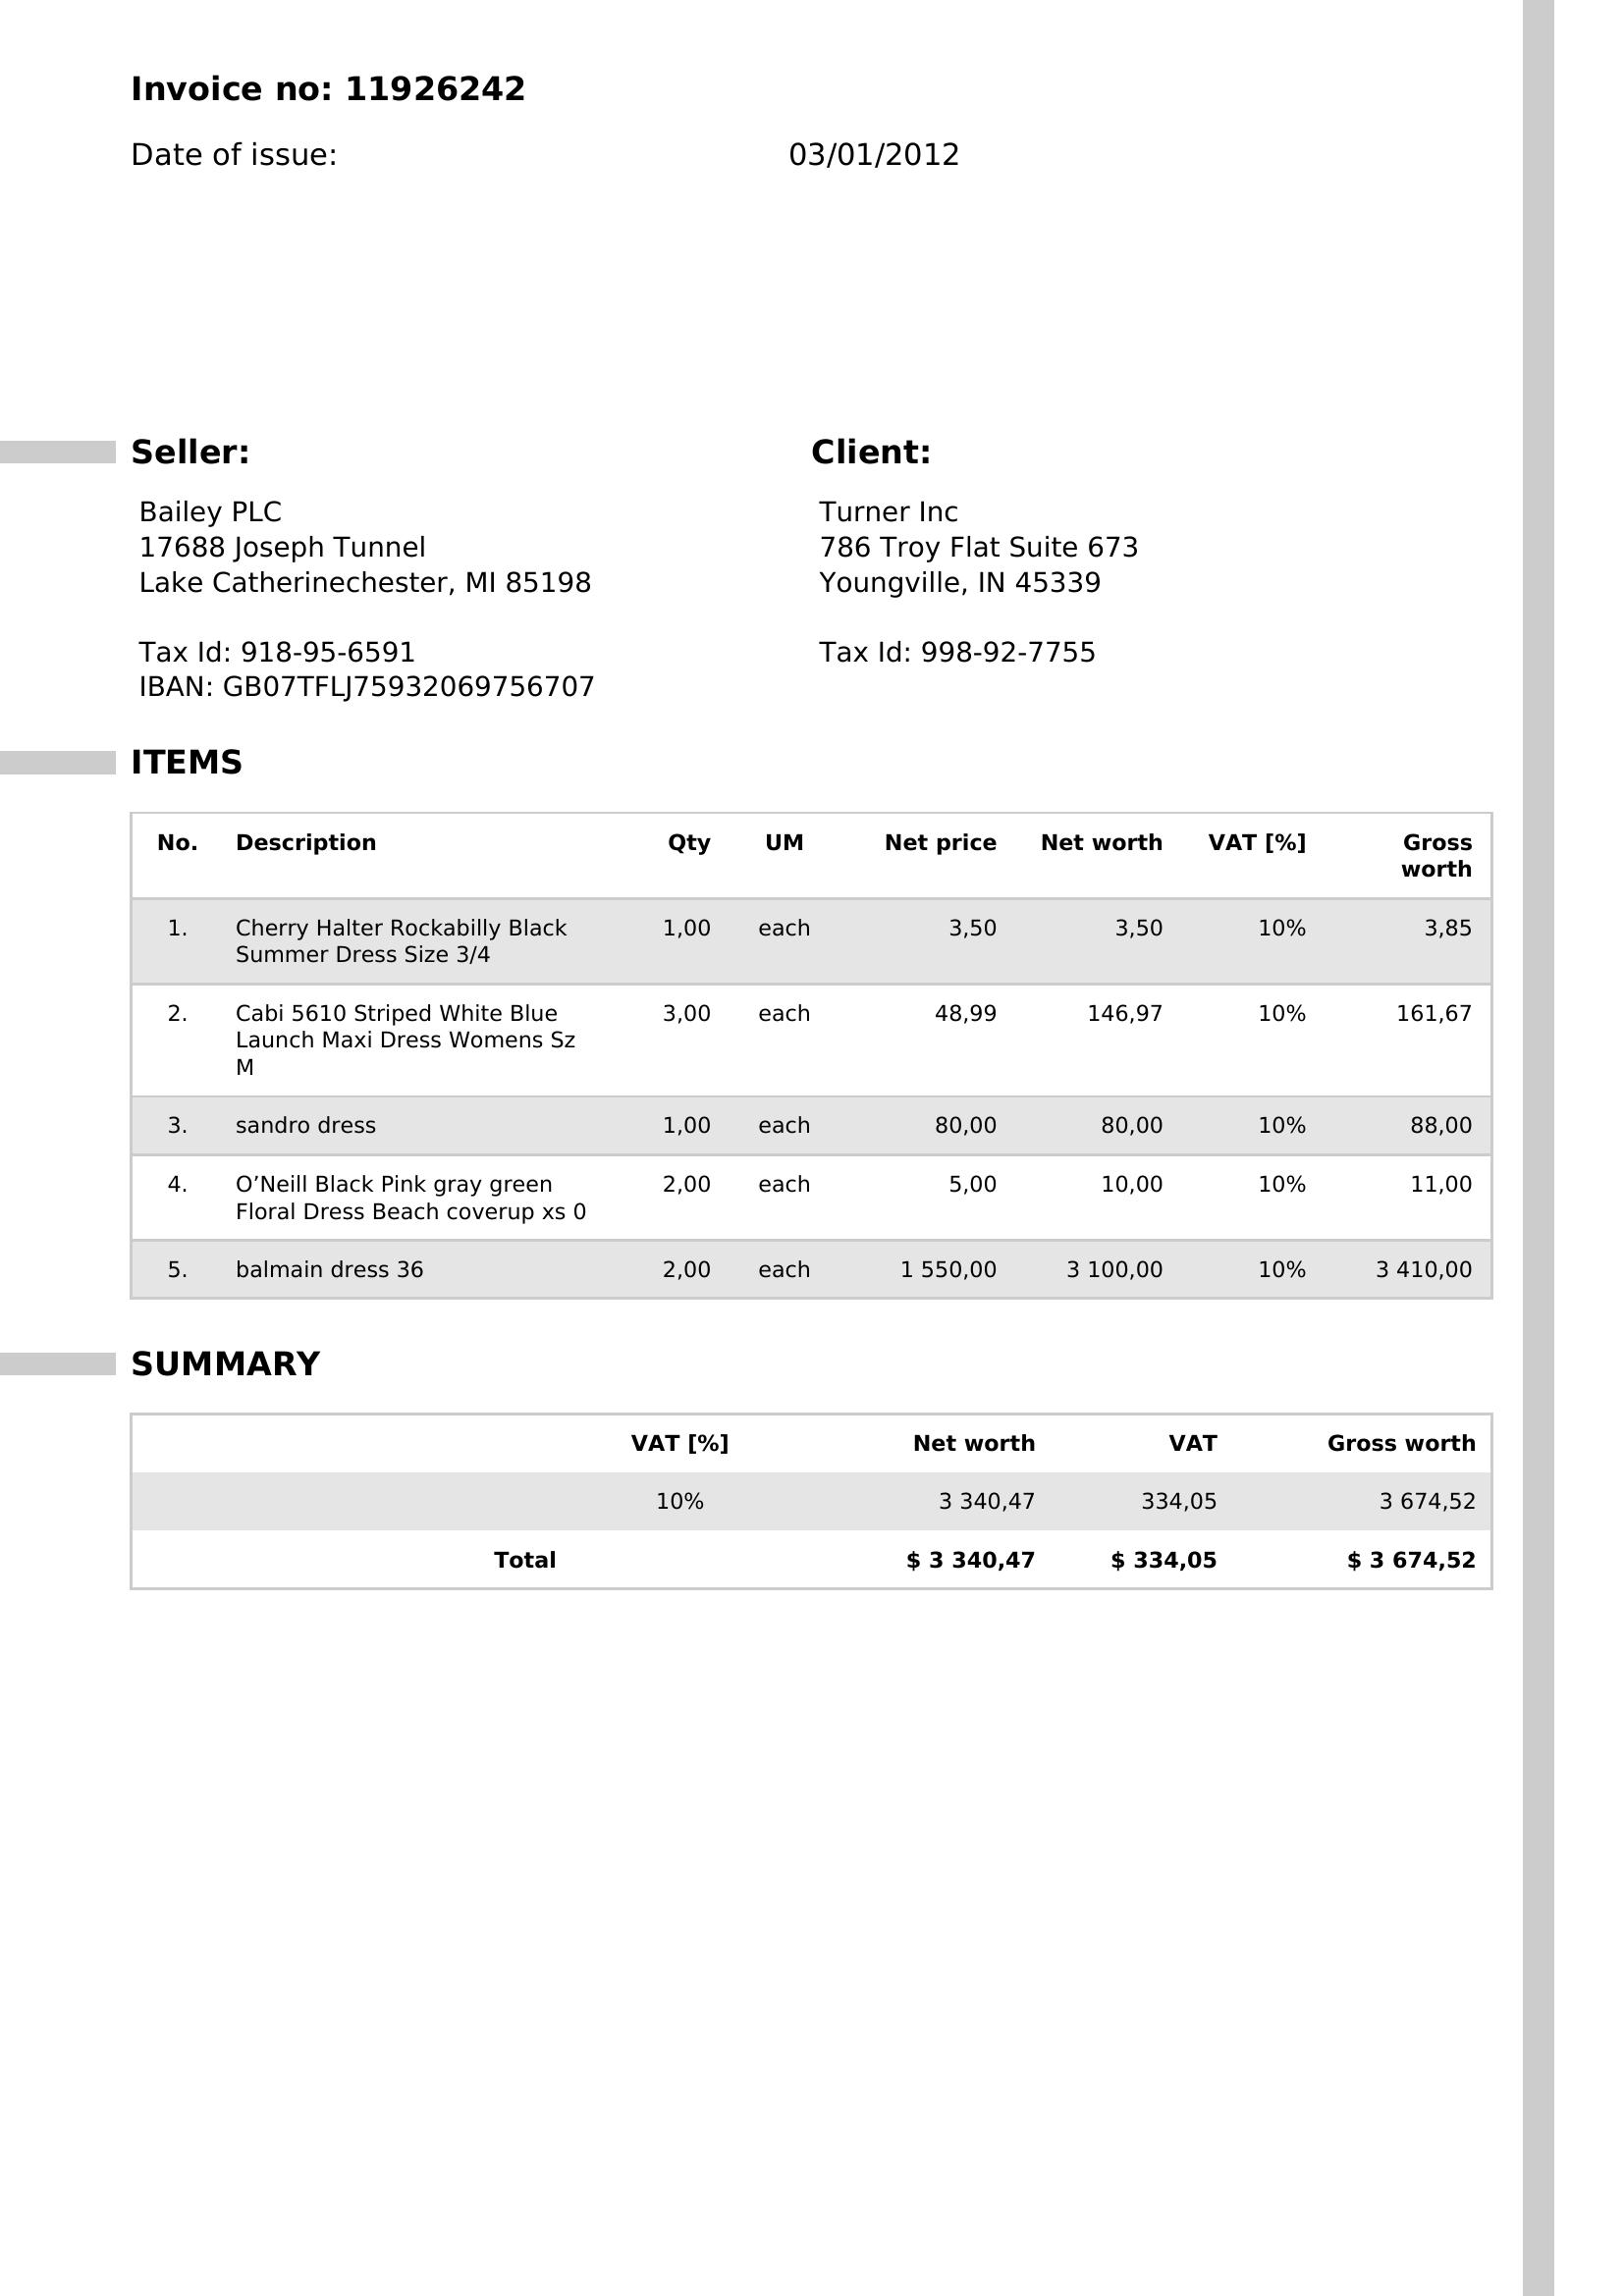 Invoice no: 11926242
Date of issue: 03/01/2012
Seller:
Bailey PLC
17688 Joseph Tunnel
Lake Catherinechester, MI 85198
Tax Id: 918-95-6591
IBAN: GB07TFLJ75932069756707
Client:
Turner Inc
786 Troy Flat Suite 673
Youngville, IN 45339
Tax Id: 998-92-7755
ITEMS
No. Description Qty UM Net price Net worth VAT [%] Gross
worth
1. Cherry Halter Rockabilly Black 1,00 each 3,50 3,50 10% 3,85
Summer Dress Size 3/4
2. Cabi 5610 Striped White Blue 3,00 each 48,99 146,97 10% 161,67
Launch Maxi Dress Womens Sz
M
3. sandro dress 1,00 each 80,00 80,00 10% 88,00
4. O’Neill Black Pink gray green 2,00 each 5,00 10,00 10% 11,00
Floral Dress Beach coverup xs 0
5. balmain dress 36 2,00 each 1 550,00 3 100,00 10% 3 410,00
SUMMARY
VAT [%] Net worth VAT Gross worth
10% 3 340,47 334,05 3 674,52
Total $ 3 340,47 $ 334,05 $ 3 674,52